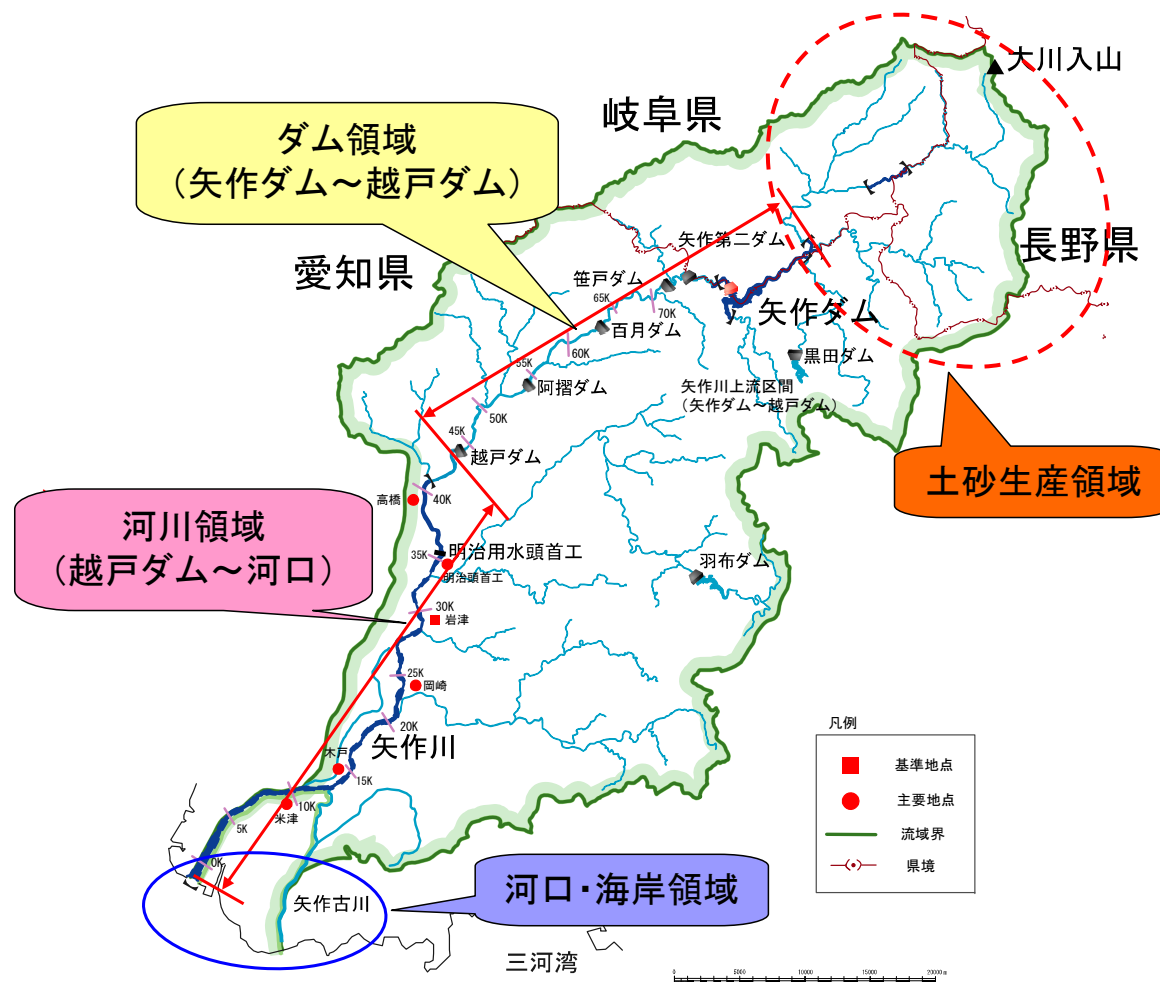 大川入山
岐阜県
ダム領域
（矢作ダム～越戸ダム）
長野県
愛知県
矢作第二ダム
笹戸ダム
矢作ダム
65K
70K
百月ダム
60K
黒田ダム
55K
阿摺ダム
矢作川上流区間
（矢作ダム～越戸ダム）
50K
45K
越戸ダム
土砂生産領域
高橋
40K
河川領域
（越戸ダム～河口）
35K
明治用水頭首工
明治頭首工
羽布ダム
30K
岩津
25K
岡崎
20K
矢作川
凡例
木戸
15K
基準地点
主要地点
流域界
県境
10K
米津
5K
0K
河口・海岸領域
矢作古川
三河湾
0
5000
10000
15000
20000 m